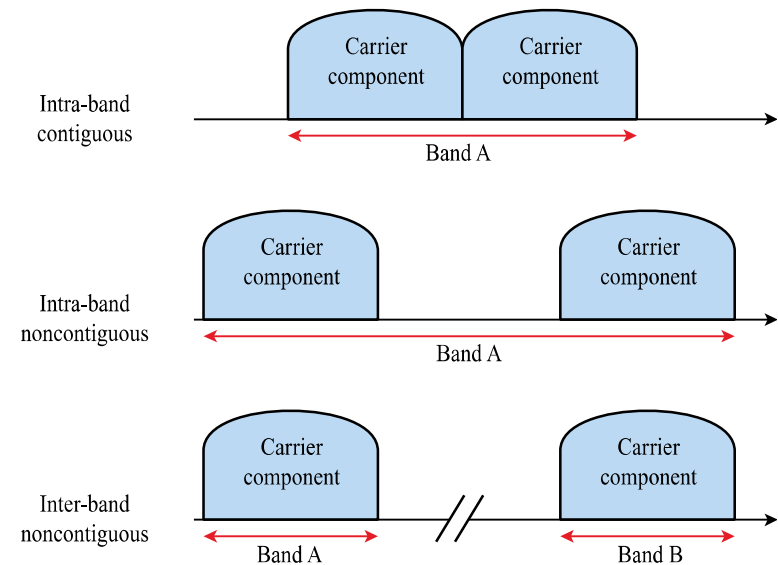 Carrier
component
Carrier
component
Intra-band
contiguous
Band A
Carrier
component
Carrier
component
Intra-band
noncontiguous
Band A
Carrier
component
Carrier
component
Inter-band
noncontiguous
Band A
Band B